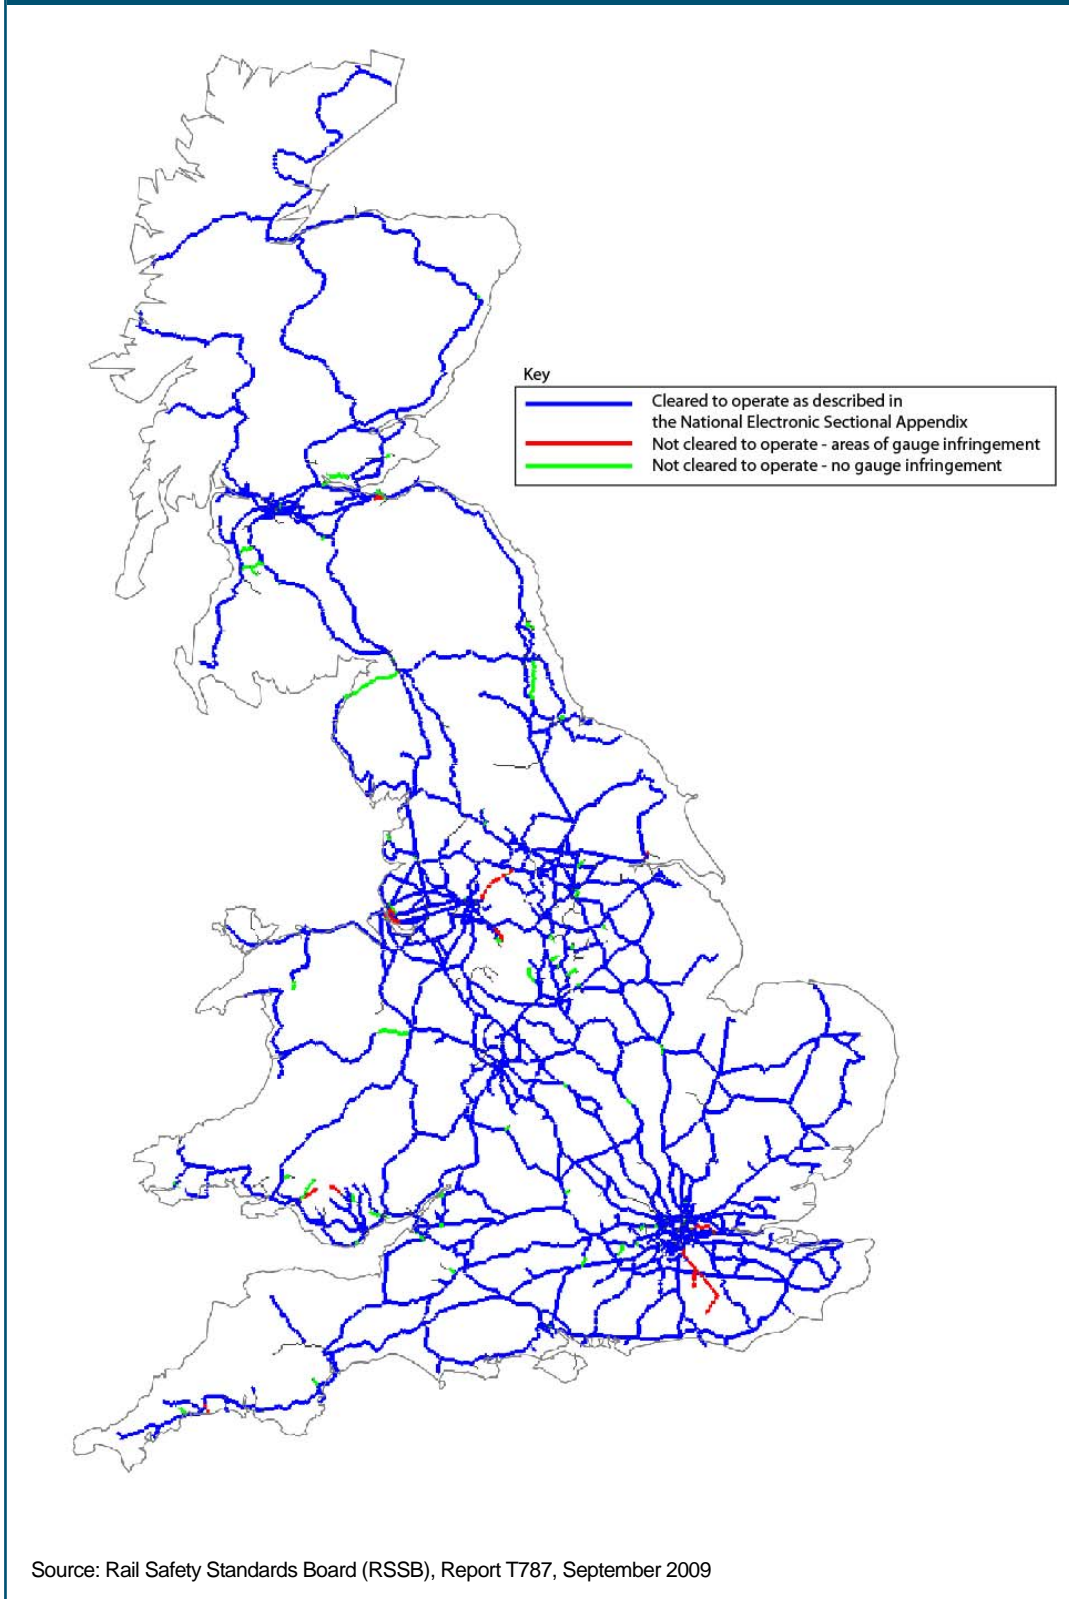 Key
Cleared to operate as described in
the National Electronic Sectional Appendix
Not cleared to operate - areas of gauge infringement
Not cleared to operate - no gauge infringement
Source: Rail Safety Standards Board (RSSB), Report T787, September 2009